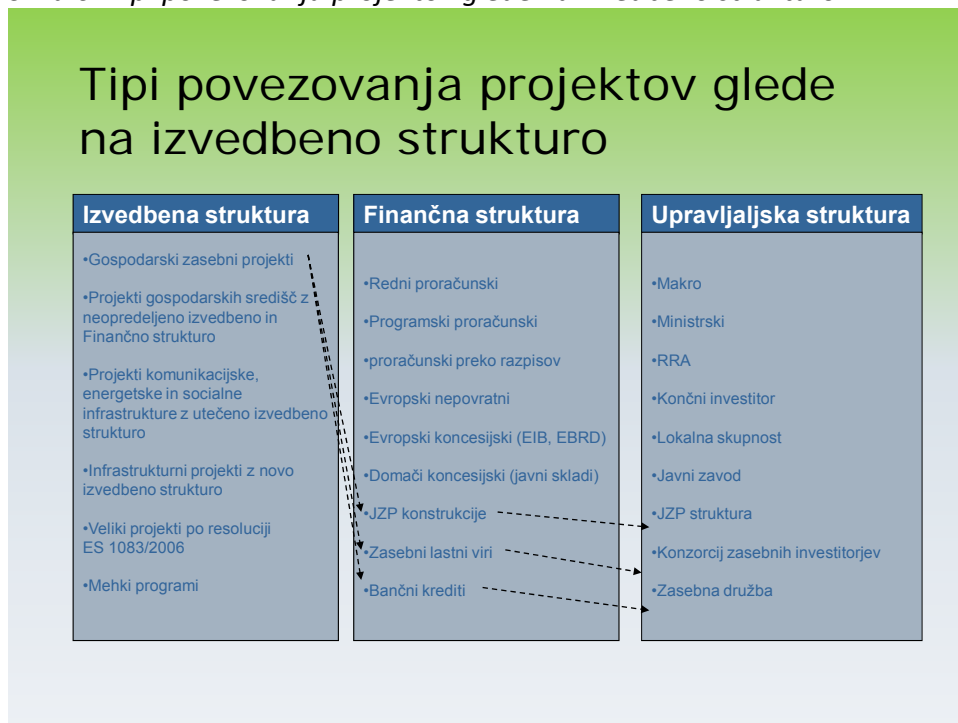 Tipi povezovanja projektov glede
na izvedbeno strukturo
Izvedbena struktura
•Gospodarski zasebni projekti
•Projekti gospodarskih središč z
neopredeljeno izvedbeno in
Finančno strukturo
•Projekti komunikacijske,
energetske in socialne
infrastrukture z utečeno izvedbeno
strukturo
•Infrastrukturni projekti z novo
izvedbeno strukturo
•Veliki projekti po resoluciji
ES 1083/2006
•Mehki programi
Finančna struktura
•Redni proračunski
•Programski proračunski
•proračunski preko razpisov
•Evropski nepovratni
•Evropski koncesijski (EIB, EBRD)
•Domači koncesijski (javni skladi)
•JZP konstrukcije
•Zasebni lastni viri
•Bančni krediti
Upravljaljska struktura
•Makro
•Ministrski
•RRA
•Končni investitor
•Lokalna skupnost
•Javni zavod
•JZP struktura
•Konzorcij zasebnih investitorjev
•Zasebna družba